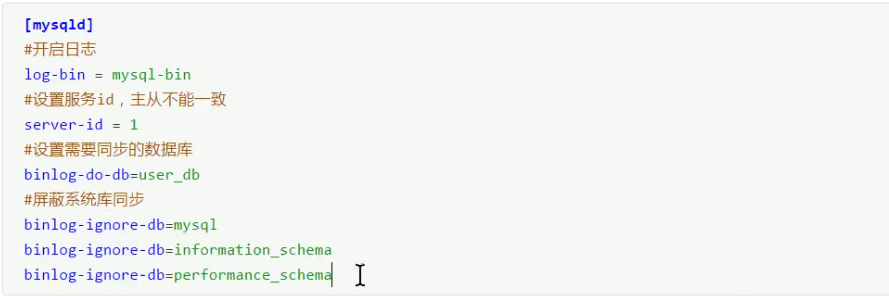 [mysqld]
#开启日志
log-bin = mysql-bin
#设置服务id，主从不能一致
server-id = 1
#设置需要同步的数据库
binlog-do-db=user_db
#屏蔽系统库同步
binlog-ignore-db=mysql
binlog-ignore-db=information_schema
binlog-ignore-db=performance_schema